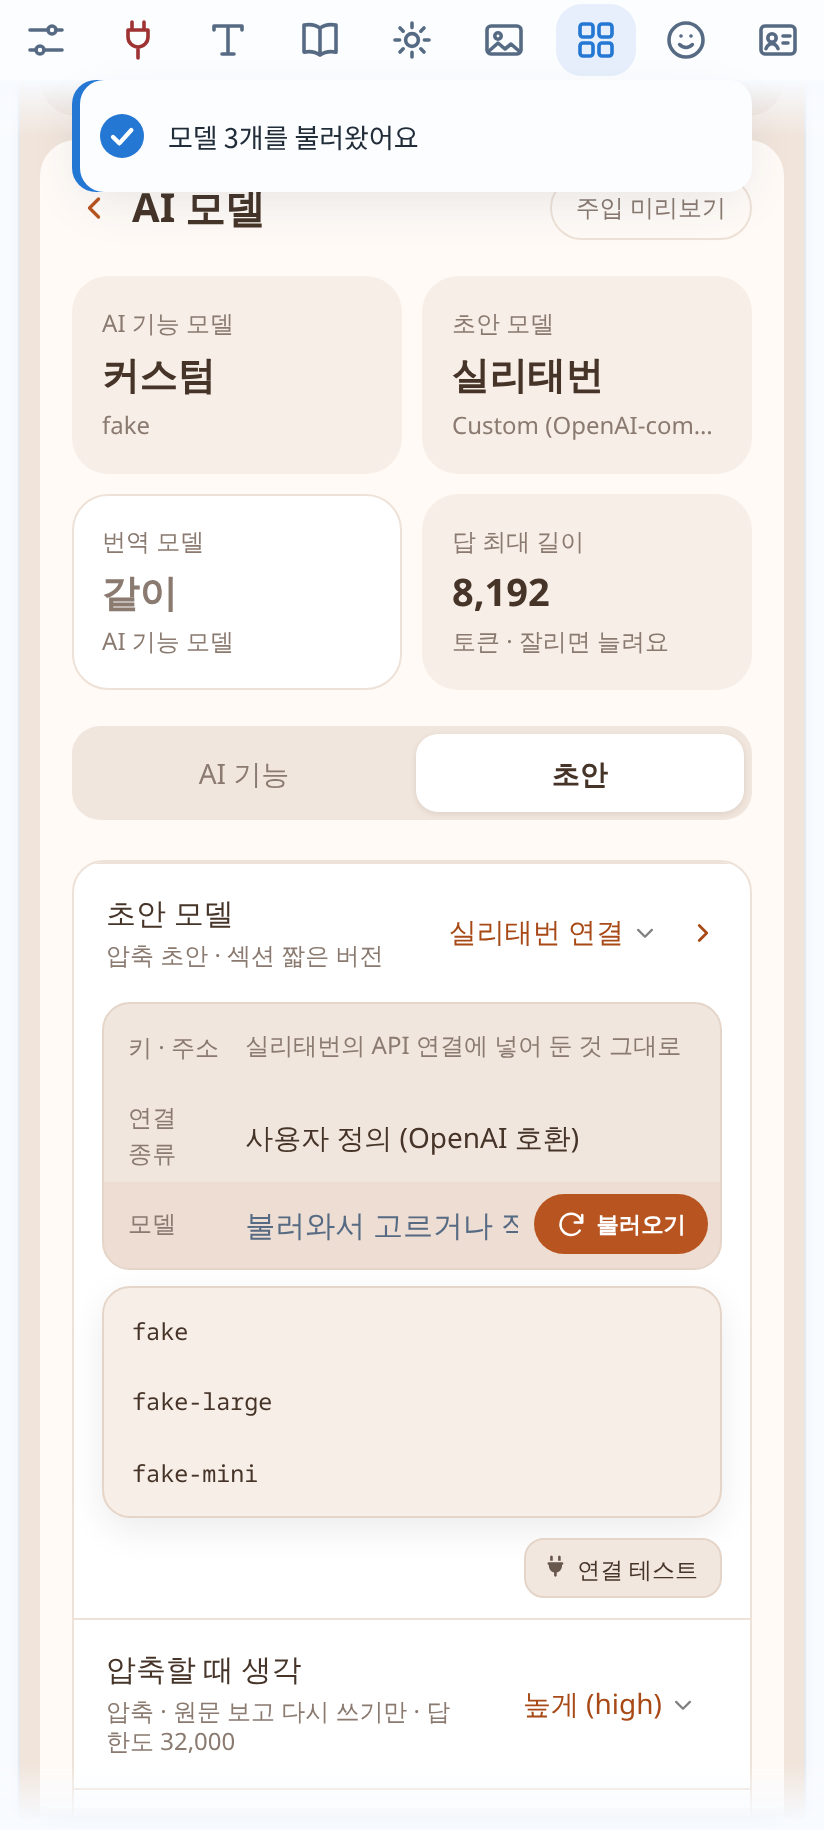 모델 3개를 불러왔어요
AI 모델
주입 미리보기
AI 기능 모델
커스텀
fake
초안 모델
실리태번
Custom (OpenAI-com...
번역 모델
같이
AI 기능 모델
답 최대 길이
8,192
토큰 · 잘리면 늘려요
AI 기능
초안
초안 모델
압축 초안 · 섹션 짧은 버전
실리태번 연결
키 · 주소
실리태번의 API 연결에 넣어 둔 것 그대로
연결
종류
사용자 정의 (OpenAI 호환)
모델
불러와서 고르거나
불러오기
fake
fake-large
fake-mini
연결 테스트
압축할 때 생각
압축 · 원문 보고 다시 쓰기만 · 답
한도 32,000
높게 (high)